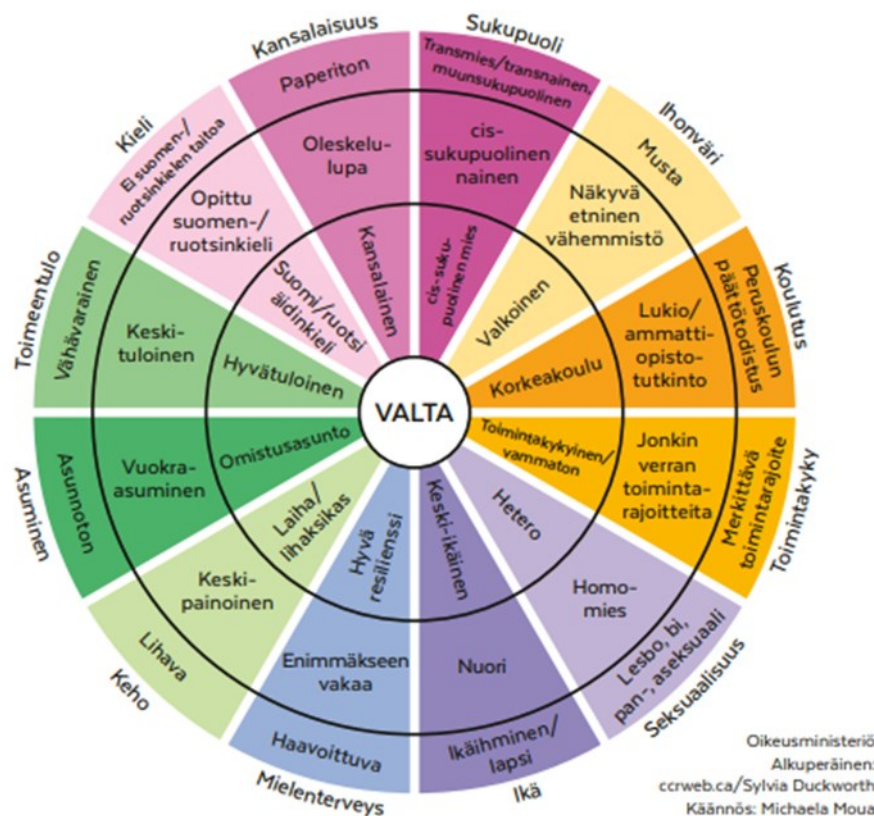 Sukupuoli
Transmies/transnainen,
muunsukupuolinen
cis-
sukupuolinen
nainen
cis-suku-
puolinen mies
Ihonväri
Musta
Näkyvä
etninen
vähemmistö
Valkoinen
Koulutus
Peruskoulun
päättötodistus
Lukio/
ammatti-
opisto-
tutkinto
Korkeakoulu
Toimintakyky
Merkittävä
toimintarajoite
Jonkin
verran
toiminta-
rajoitteita
Toimintakykyinen/
vammaton
Seksuaalisuus
Lesbo, bi,
pan-, aseksuaali
Homo-
mies
Hetero
Ikä
Ikäihminen/
lapsi
Nuori
Keski-ikäinen
Mielenterveys
Haavoittuva
Enimmäkseen
vakaa
Hyvä
resilienssi
Keho
Lihava
Keski-
painoinen
Laiha/
lihaksikas
Asuminen
Asunnoton
Vuokra-
asuminen
Omistusasunto
Toimeentulo
Vähävarainen
Keski-
tuloinen
Hyvätuloinen
Kieli
Ei suomen-/
ruotsinkielen taitoa
Opittu
suomen-/
ruotsinkieli
Suomi/ruotsi
äidinkieli
Kansalaisuus
Paperiton
Oleskelu-
lupa
Kansalainen
VALTA
Oikeusministeriö
Alkuperäinen:
ccrweb.ca/Sylvia Duckworth
Käännös: Michaela Moua